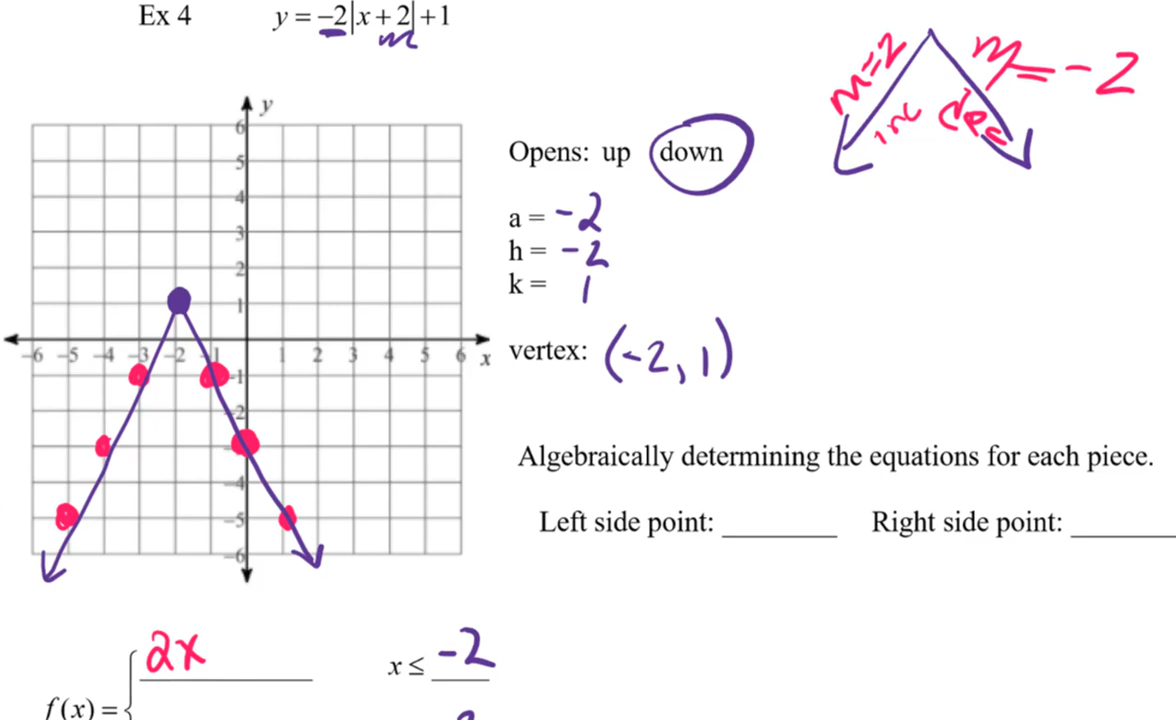 Ex 4 y = -2|x + 2| + 1
m
m=2 m=-2
inc dec
y
6
5
4
3
2
1
-6 -5 -4 -3 -2 -1 1 2 3 4 5 6 x
-1
-2
-4
-5
-6
Opens: up down
a = -2
h = -2
k = 1
vertex: (-2, 1)
Algebraically determining the equations for each piece.
Left side point: ________ Right side point: ________
2x x ≤ -2
f(x) = {